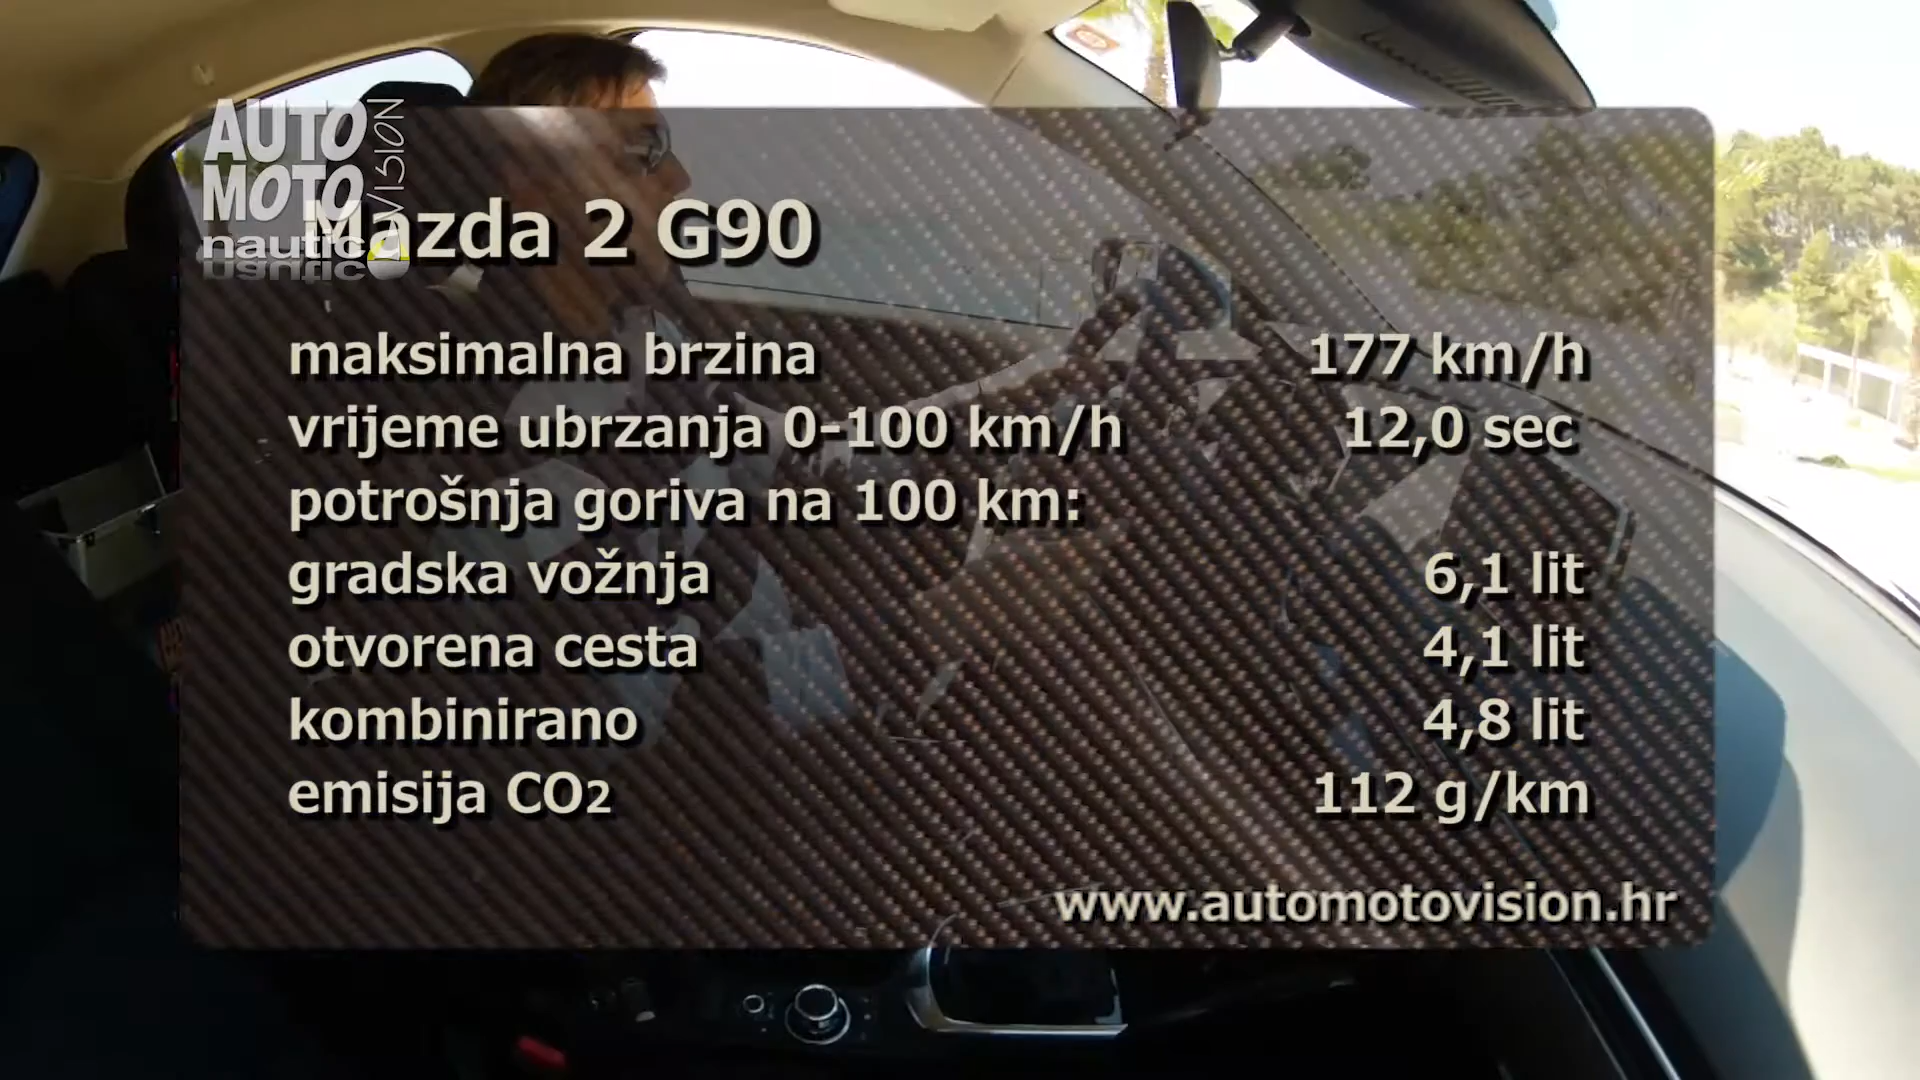 AUTO
MOTO
VISION
nautica
Mazda 2 G90
maksimalna brzina 177 km/h
vrijeme ubrzanja 0-100 km/h 12,0 sec
potrošnja goriva na 100 km:
gradska vožnja 6,1 lit
otvorena cesta 4,1 lit
kombinirano 4,8 lit
emisija CO2 112 g/km
www.automotovision.hr